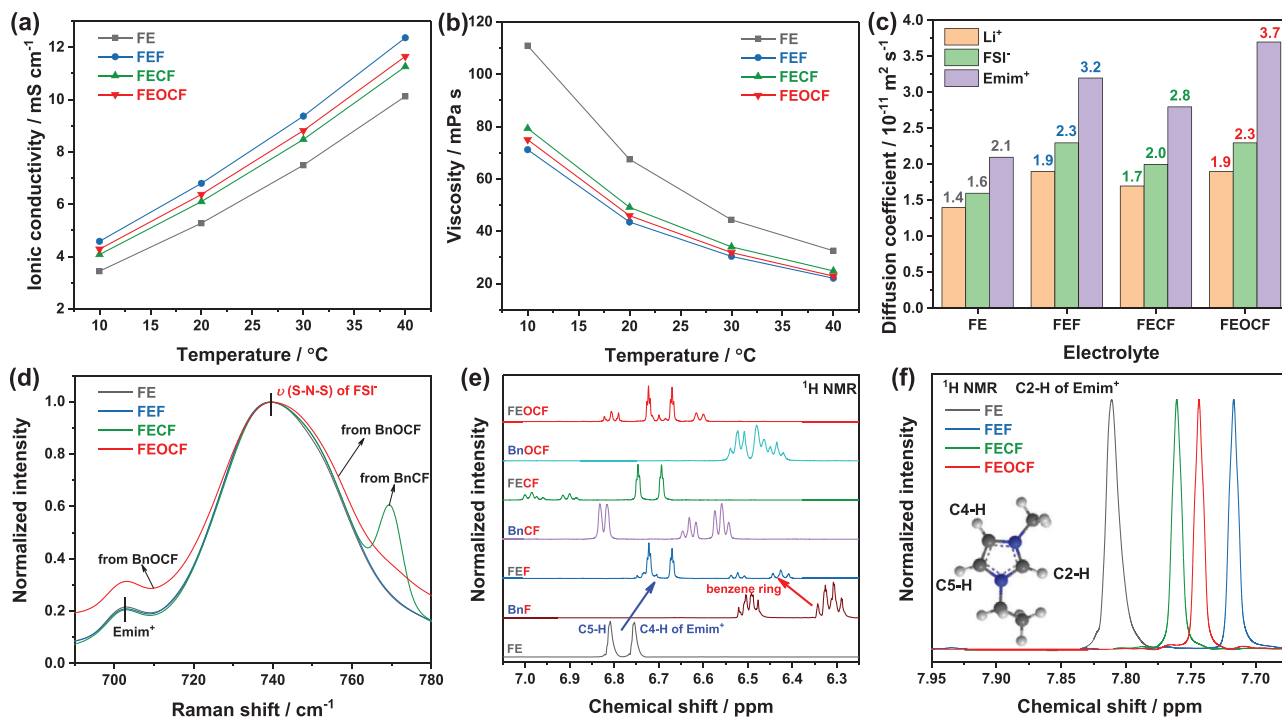 (a)
FE
FEF
FECF
FEOCF
Ionic conductivity / mS cm⁻¹
12
10
8
6
4
2
10
20
30
40
Temperature / °C
(b)
FE
FEF
FECF
FEOCF
Viscosity / mPa s
120
100
80
60
40
20
10
20
30
40
Temperature / °C
(c)
Li⁺
FSI⁻
Emim⁺
Diffusion coefficient / 10⁻¹¹ m² s⁻¹
4.0
3.5
3.0
2.5
2.0
1.5
1.0
0.5
0.0
1.4
1.6
2.1
1.9
2.3
3.2
1.7
2.0
2.8
1.9
2.3
3.7
FE
FEF
FECF
FEOCF
Electrolyte
(d)
FE
FEF
FECF
FEOCF
υ (S-N-S) of FSI⁻
from BnOCF
from BnCF
from BnOCF
Emim⁺
Normalized intensity
1.0
0.8
0.6
0.4
0.2
0.0
700
720
740
760
780
Raman shift / cm⁻¹
(e)
¹H NMR
FEOCF
BnOCF
FECF
BnCF
FEF
benzene ring
BnF
C5-H
C4-H of Emim⁺
FE
Normalized intensity
7.0
6.9
6.8
6.7
6.6
6.5
6.4
6.3
Chemical shift / ppm
(f)
¹H NMR C2-H of Emim⁺
FE
FEF
FECF
FEOCF
C4-H
C5-H
C2-H
Normalized intensity
7.95
7.90
7.85
7.80
7.75
7.70
Chemical shift / ppm